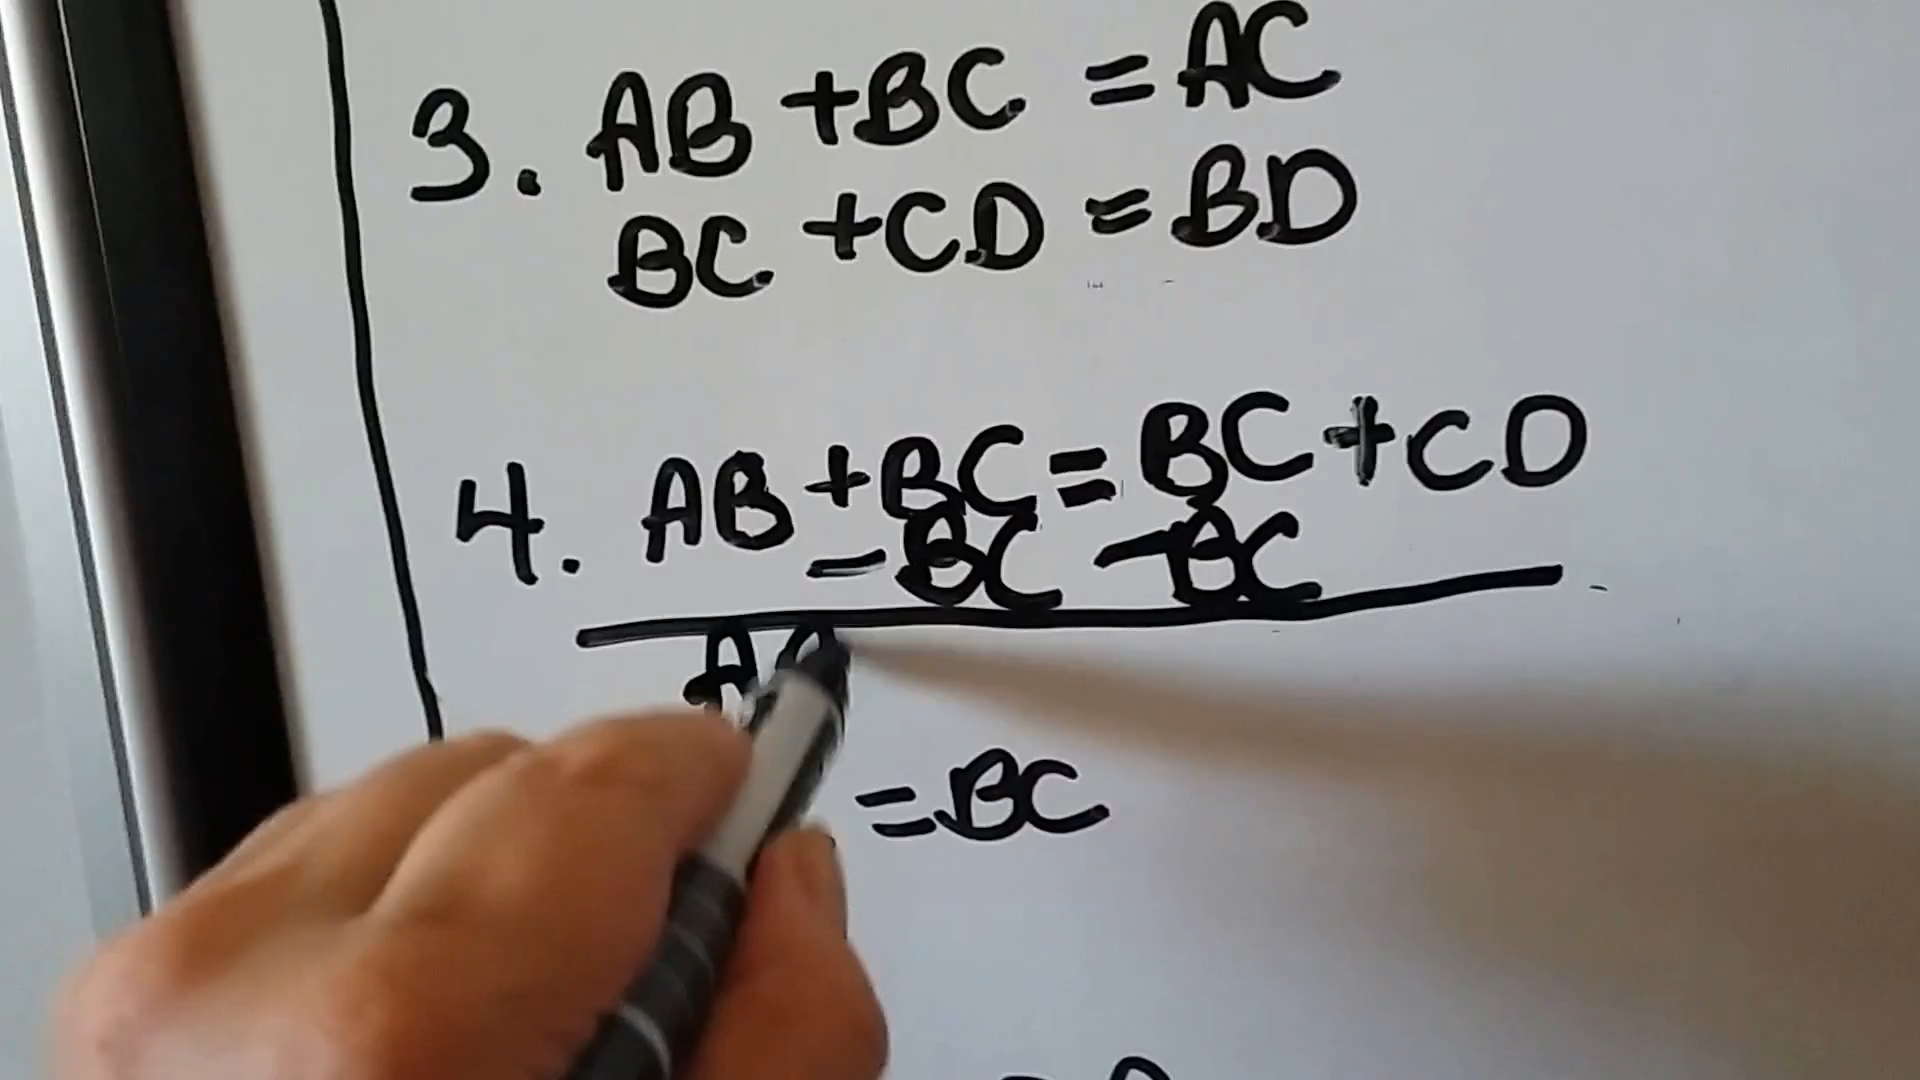 3. AB + BC = AC
BC + CD = BD
4. AB + BC = BC + CD
- BC - BC
= BC